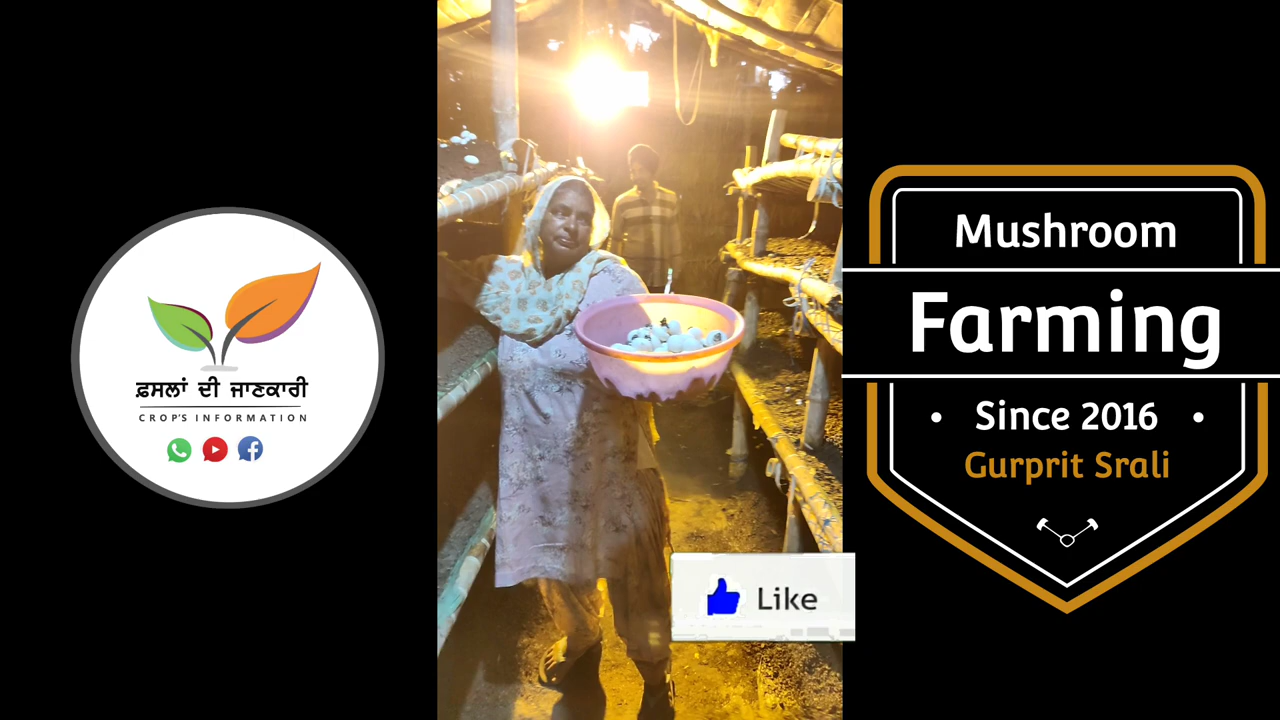 ਫ਼ਸਲਾਂ ਦੀ ਜਾਣਕਾਰੀ
CROP'S INFORMATION
Like
Mushroom
Farming
• Since 2016 •
Gurprit Srali